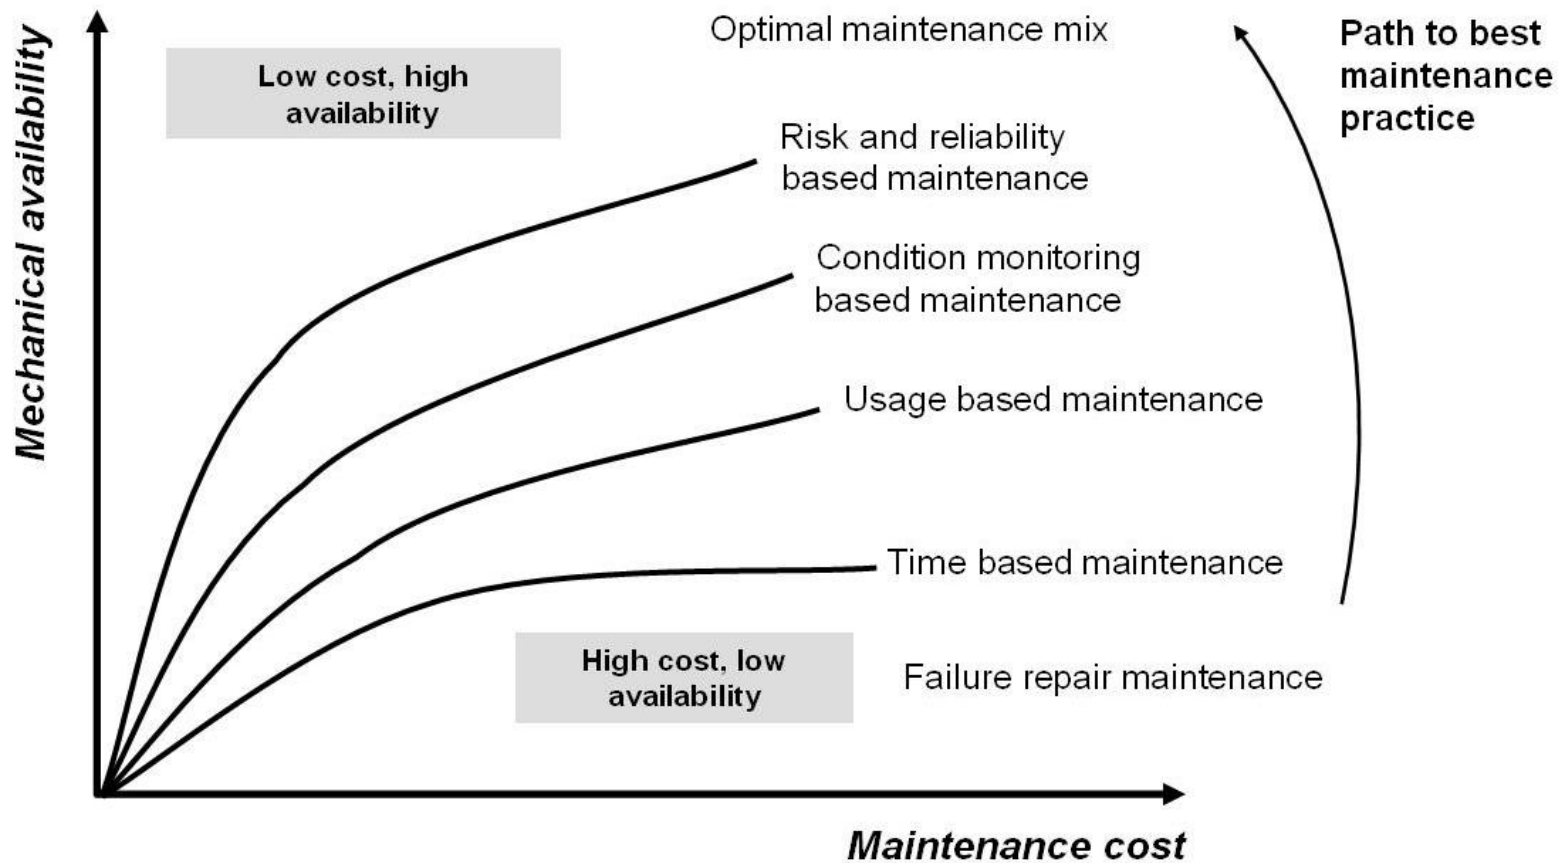 Mechanical availability
Low cost, high
availability
Optimal maintenance mix
Path to best
maintenance
practice
Risk and reliability
based maintenance
Condition monitoring
based maintenance
Usage based maintenance
Time based maintenance
High cost, low
availability
Failure repair maintenance
Maintenance cost